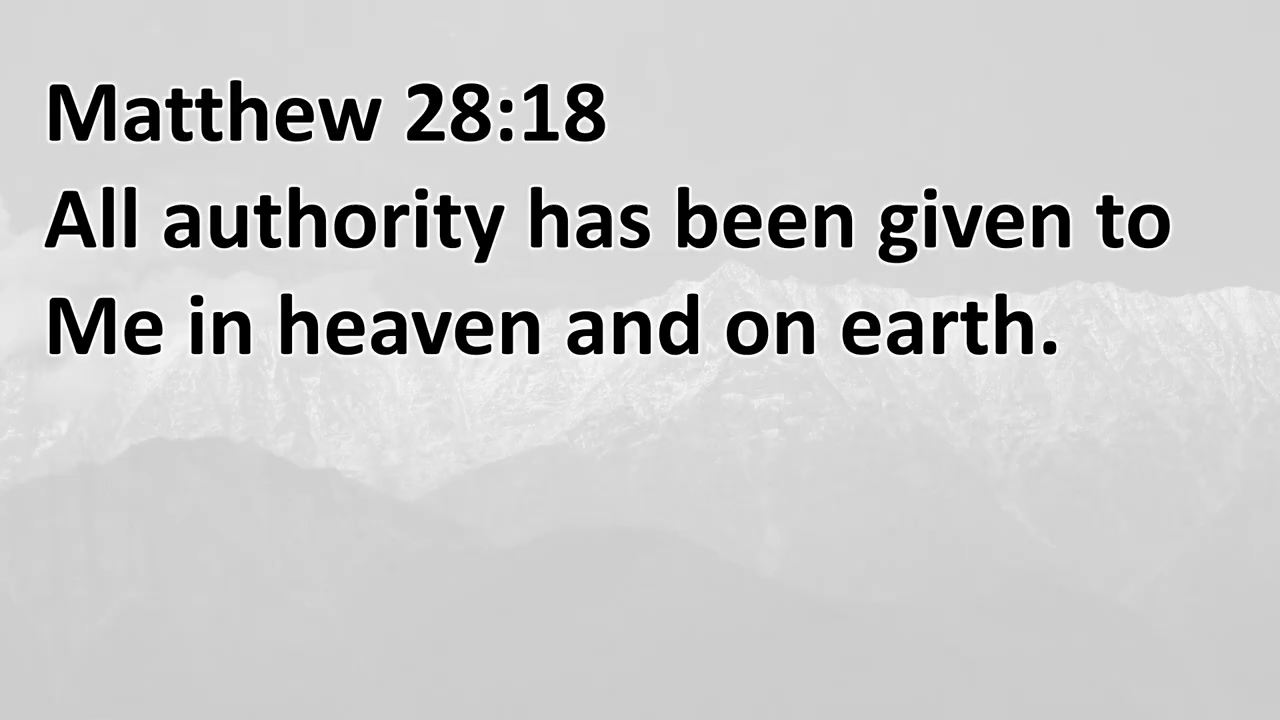 Matthew 28:18
All authority has been given to
Me in heaven and on earth.